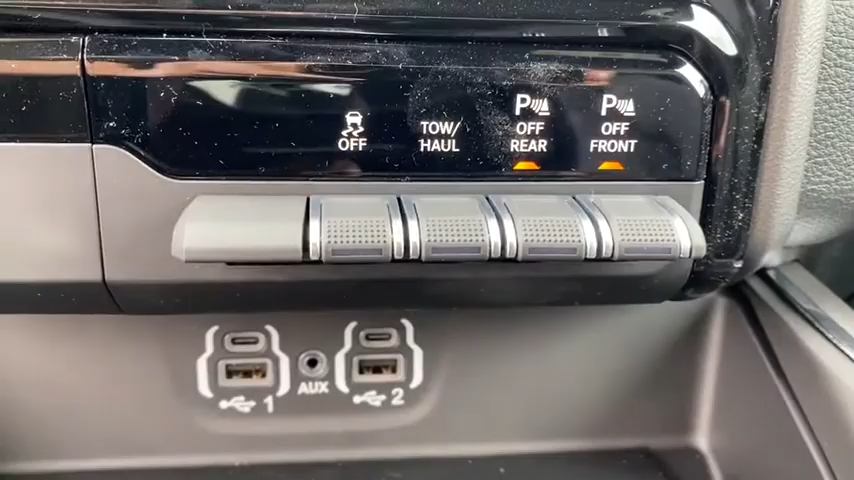 OFF
TOW/
HAUL
P
OFF
REAR
P
OFF
FRONT
1
AUX
2